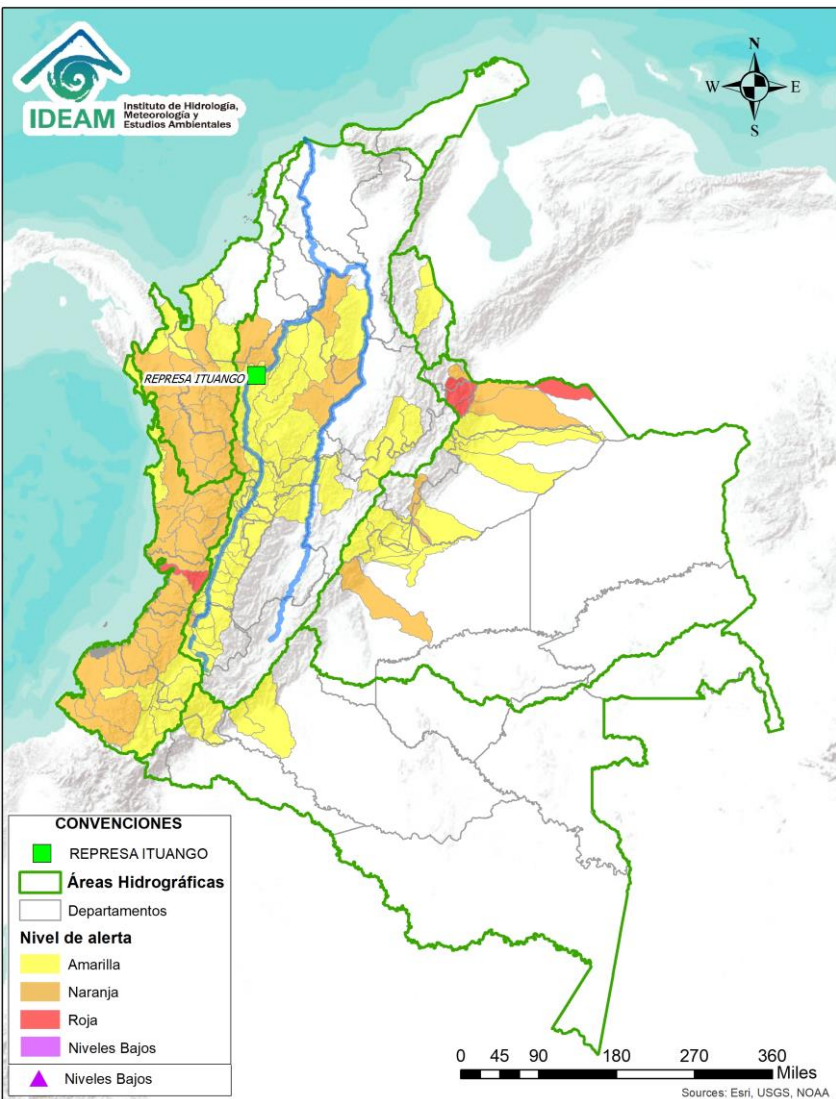 IDEAM
Instituto de Hidrología,
Meteorología y
Estudios Ambientales
N
W
E
S
REPRESA ITUANGO
CONVENCIONES
REPRESA ITUANGO
Áreas Hidrográficas
Departamentos
Nivel de alerta
Amarilla
Naranja
Roja
Niveles Bajos
Niveles Bajos
0 45 90 180 270 360
Miles
Sources: Esri, USGS, NOAA